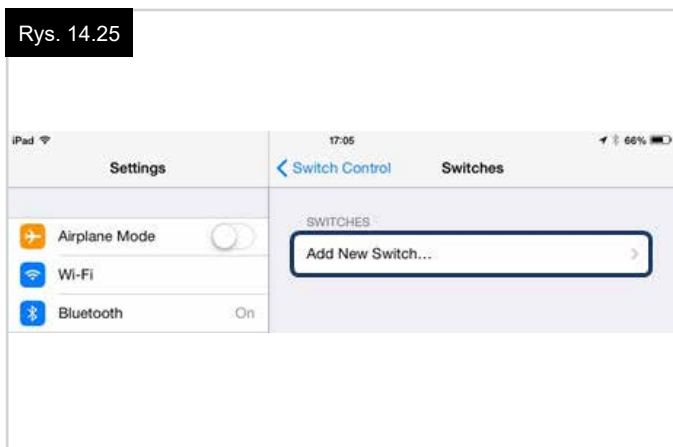 Rys. 14.25
iPad 17:05 66%
Settings
Switch Control Switches
SWITCHES
Airplane Mode
Add New Switch...
Wi-Fi
Bluetooth On